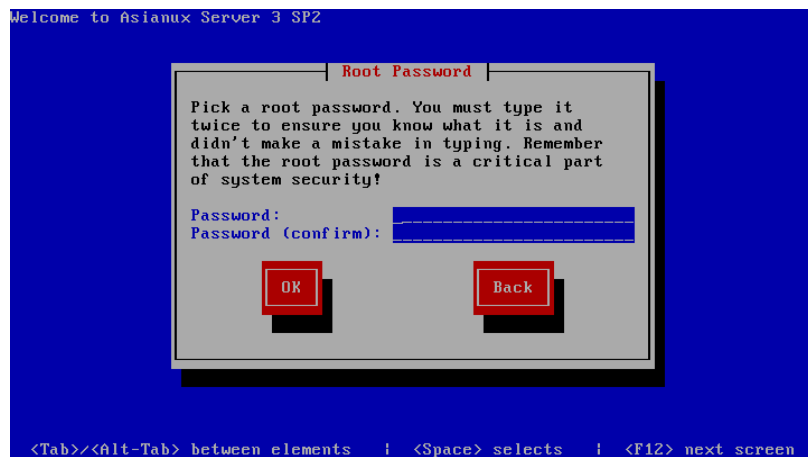 Welcome to Asianux Server 3 SP2
Root Password
Pick a root password. You must type it
twice to ensure you know what it is and
didn't make a mistake in typing. Remember
that the root password is a critical part
of system security!
Password:
Password (confirm):
OK Back
<Tab>/<Alt-Tab> between elements | <Space> selects | <F12> next screen